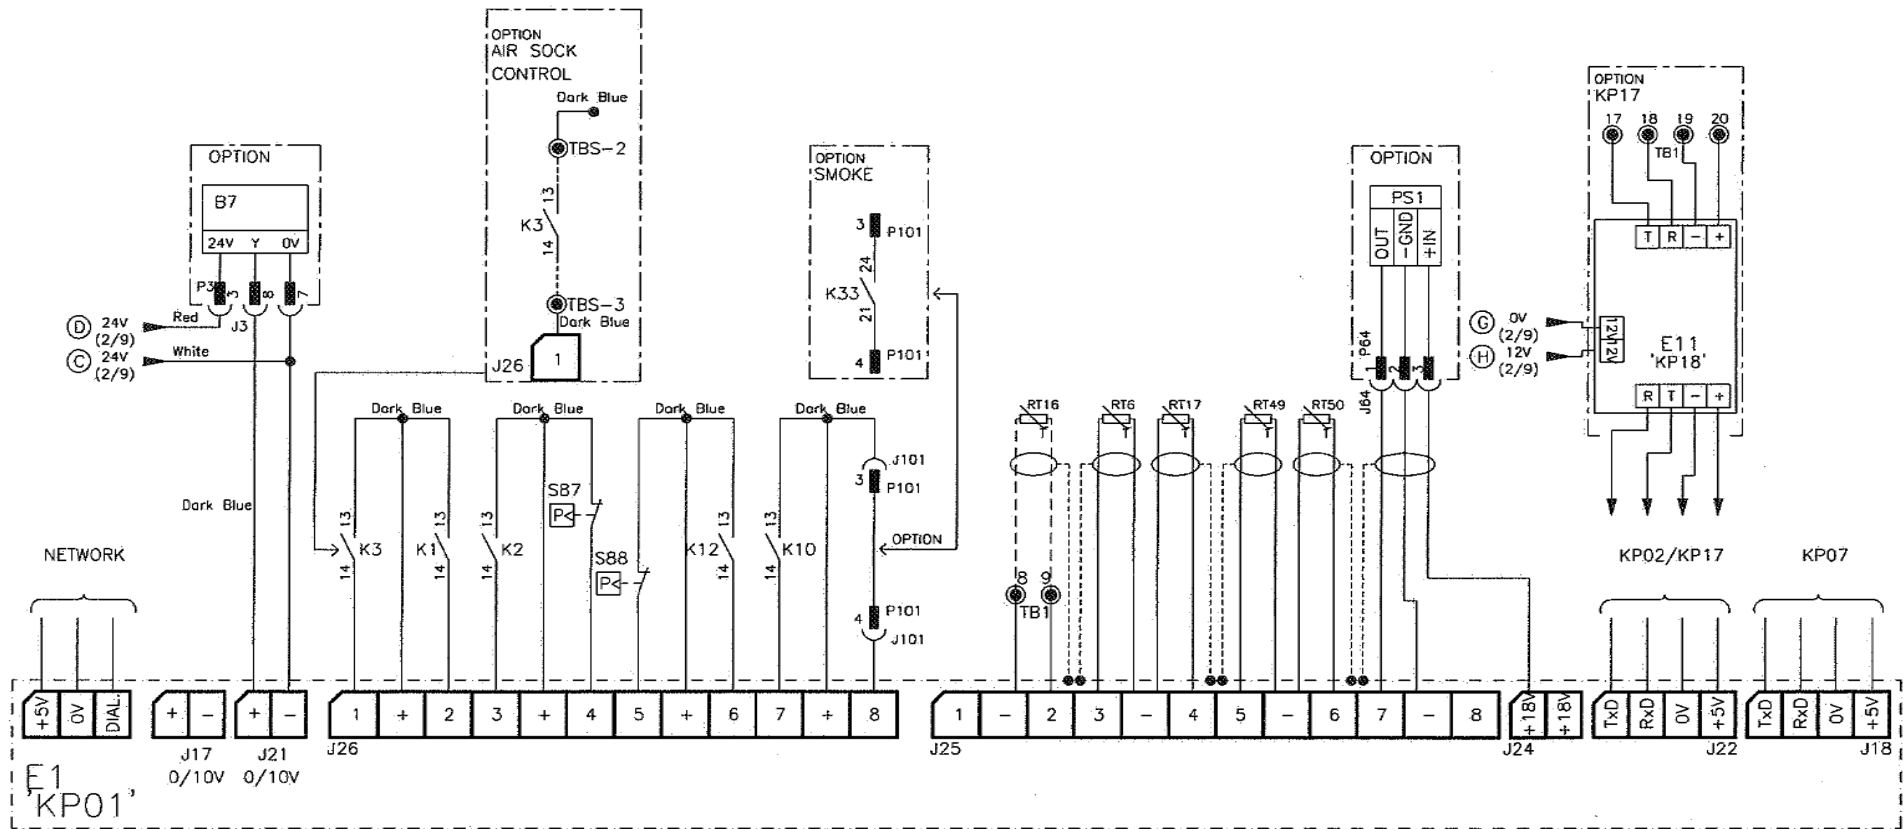 OPTION
AIR SOCK
CONTROL
Dark Blue
TBS-2
13
K3
14
TBS-3
Dark Blue
J26
1
OPTION
B7
24V Y 0V
P3
3 8 7
J3
D 24V
(2/9)
Red
C 24V
(2/9)
White
OPTION
SMOKE
3
P101
24
K33
21
4
P101
OPTION
PS1
OUT
-GND
+IN
P64
1 2 3
J64
OPTION
KP17
17 18 19 20
TB1
T R - +
G 0V
(2/9)
H 12V
(2/9)
12V
12V
E11
'KP18'
R T - +
Dark Blue
Dark Blue
Dark Blue
Dark Blue
RT16
RT6
RT17
RT49
RT50
J101
3
P101
Dark Blue
S87
P<
S88
P<
13
K3
14
13
K1
14
13
K2
14
13
K12
14
13
K10
14
OPTION
4
P101
J101
8 9
TB1
NETWORK
KP02/KP17
KP07
+5V
0V
DIAL.
+ -
J17
0/10V
+ -
J21
0/10V
1 + 2 3 + 4 5 + 6 7 + 8
J26
1 - 2 3 - 4 5 - 6 7 - 8
J25
+18V
+18V
J24
TxD
RxD
0V
+5V
J22
TxD
RxD
0V
+5V
J18
E1
'KP01'